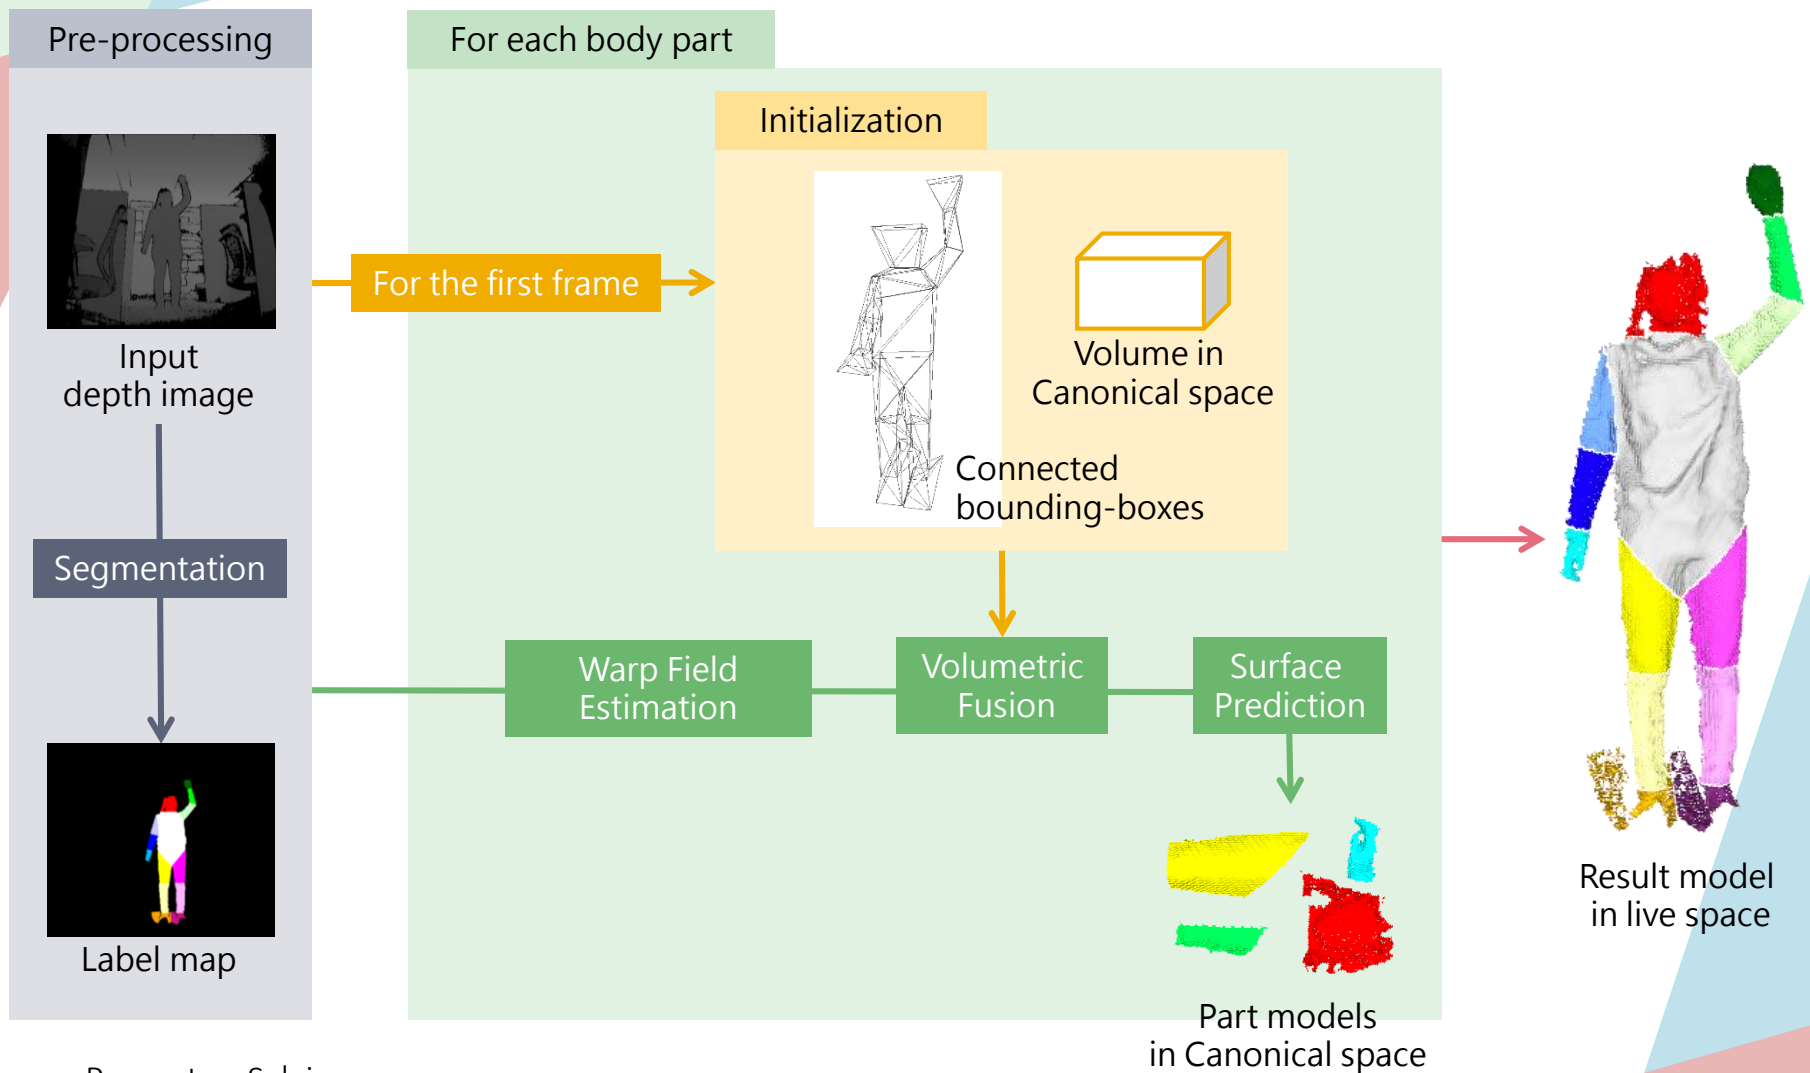 Pre-processing
For each body part
Initialization
For the first frame
Input
depth image
Volume in
Canonical space
Connected
bounding-boxes
Segmentation
Warp Field
Estimation
Volumetric
Fusion
Surface
Prediction
Label map
Part models
in Canonical space
Result model
in live space